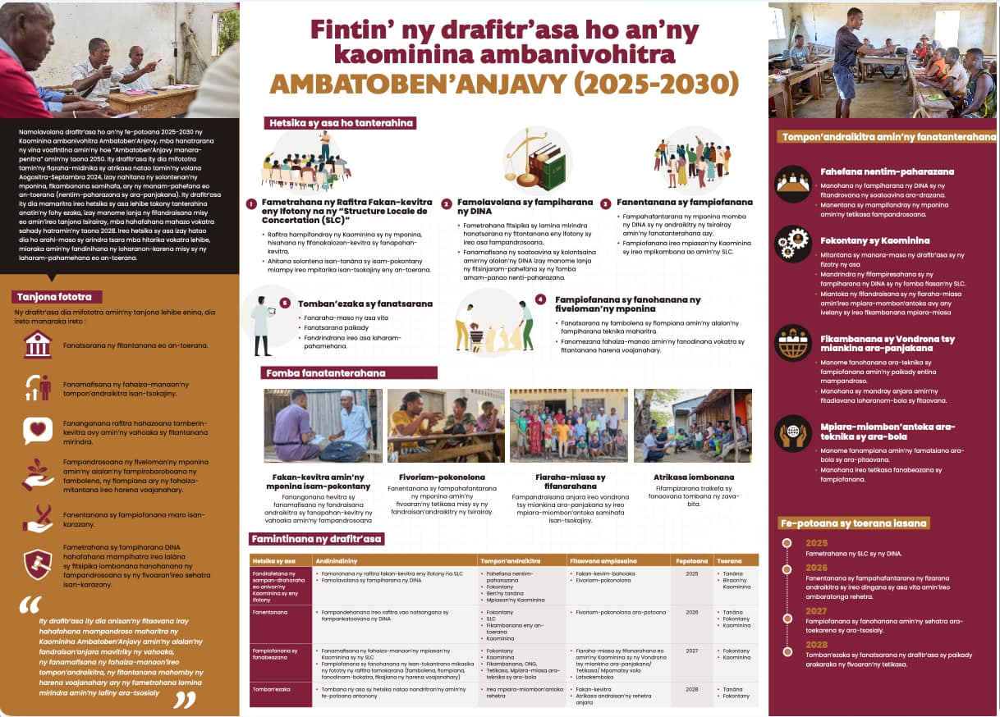 Fintin' ny drafitr'asa ho an'ny
kaominina ambanivohitra
AMBATOBEN'ANJAVY (2025-2030)
Namolavolana drafitr'asa ho an'ny fe-potoana 2025-2030 ny
Kaominina ambanivohitra Ambatoben'Anjavy, mba hanatrarana
ny vina voafintina amin'ny hoe "Ambatoben'Anjavy manara-
penitra" amin'ny taona 2050. Ity drafitr'asa ity dia mifototra
tamin'ny fiaraha-midinika sy atrikasa natao tamin'ny volana
Aogositra-Septambra 2024, izay nahitana ny solontenan'ny
mponina, fikambanana samihafa, ary ny manam-pahefana eo
an-toerana (nentim-paharazana sy ara-panjakana). Ity drafitr'asa
ity dia mamaritra ireo hetsika sy asa lehibe tokony tanterahina
anatin'ny fohy ezaka, izay manome lanja ny fifandraisana misy
eo amin'ireo tanjona tsirairay, mba hahafahana mahazo vokatra
sahady hatramin'ny taona 2028. Ireo hetsika sy asa izay hatao
dia ho arahi-maso sy arindra tsara mba hitarika vokatra lehibe,
miaraka amin'ny fandinihana ny loharanon-karena misy sy ny
laharam-pahamehana eo an-toerana.
Tanjona fototra
Ny drafitr'asa dia mifototra amin'ny tanjona lehibe enina, dia
ireto manaraka ireto :
Fanatsarana ny fitantanana eo an-toerana.
Fanamafisana ny fahaiza-manaon'ny
tompon'andraikitra isan-tsokajiny.
Fananganana rafitra hahazoana tamberin-
kevitra avy amin'ny vahoaka sy fitantanana
mirindra.
Fampandrosoana ny fiveloman'ny mponina
amin'ny alalan'ny fampiroboroboana ny
fambolena, ny fiompiana ary ny fahaiza-
mitantana ireo harena voajanahary.
Fanentanana sy fampiofanana maro isan-
karazany.
Fametrahana sy fampiharana DINA
hahafahana mampihatra ireo lalàna
sy fitsipika iombonana hanohanana ny
fampandrosoana sy ny fivoaran'ireo sehatra
isan-karazany.
“
Ity drafitr'asa ity dia anisan'ny fitaovana iray
hahafahana mampandroso maharitra ny
Kaominina Ambatoben'Anjavy amin'ny alalan'ny
fandraisan'anjara mavitriky ny vahoaka,
ny fanamafisana ny fahaiza-manaon'ireo
tompon'andraikitra, ny fitantanana mahomby ny
harena voajanahary ary ny fametrahana lamina
mirindra amin'ny lafiny ara-tsosialy
”
Hetsika sy asa ho tanterahina
1 Fametrahana ny Rafitra Fakan-kevitra
eny Ifotony na ny "Structure Locale de
Concertation (SLC)"
• Rafitra hampifandray ny Kaominina sy ny mponina,
hisahana ny fifanakalozan-kevitra sy fanapahan-
kevitra.
• Ahitana solontena isan-tanàna sy isam-pokontany
miampy ireo mpitarika isan-tsokajiny eny an-toerana.
2 Famolavolana sy fampiharana
ny DINA
• Fametrahana fitsipika sy lamina mirindra
hanatsarana ny fitantanana eny ifotony sy
ireo asa fampandrosoana.
• Fanamafisana ny soatoavina sy kolontsaina
amin'ny alalan'ny DINA izay manome lanja
ny fitsinjaram-pahefana sy ny fomba
amam-panao nenti-paharazana.
3 Fanentanana sy fampiofanana
• Fampahafantarana ny mponina momba
ny DINA sy ny andraikitry ny tsirairay
amin'ny fanatanterahana azy.
• Fampiofanana ireo mpiasan'ny Kaominina
sy ireo mpikambana ao amin'ny SLC.
5 Tomban'ezaka sy fanatsarana
• Fanaraha-maso ny asa vita
• Fanatsarana paikady
• Fandrindrana ireo asa laharam-
pahamehana.
4 Fampiofanana sy fanohanana ny
fiveloman'ny mponina
• Fanatsarana ny fambolena sy fiompiana amin'ny alalan'ny
fampiharana teknika maharitra.
• Fanomezana fahaiza-manao amin'ny fanodinana vokatra sy
fitantanana harena voajanahary.
Fomba fanatanterahana
Fakan-kevitra amin'ny
mponina isam-pokontany
Fanangonana hevitra sy
fanamafisana ny fandraisana
andraikitra sy fanapahan-kevitry ny
vahoaka amin'ny fampandrosoana
Fivoriam-pokonolona
Fanentanana sy fampahafantarana
ny mponina amin'ny
fivoaran'ny tetikasa misy sy ny
fandraisan'andraikitry ny tsirairay.
Fiaraha-miasa sy
fifanarahana
Fampandraisana anjara ireo vondrona
tsy miankina ara-panjakana sy ireo
mpiara-miombon'antoka samihafa
isan-tsokajiny.
Atrikasa iombonana
Fifampizarana traikefa sy
fanaovana tombana ny zava-
bita.
Famintinana ny drafitr'asa
Hetsika sy asa Andinindininy Tompon'andraikitra Fitaovana ampiasaina Fepotoana Toerana
Fandrafetana ny
sampan-draharaha
eo anivon'ny
Kaominina sy eny
ifotony
• Famoronana ny rafitra fakan-kevitra eny ifotony na SLC
• Famolavolana sy fampiharana ny DINA
• Fahefana nentim-
paharazana
• Fokontany
• Ben'ny tanàna
• Mpiasan'ny Kaominina
• Fakan-kevim-bahoaka
• Fivoriam-pokonolona
2025
• Tanàna
• Biraon'ny
Kaominina
Fanentanana
• Fampandehanana ireo rafitra vao natsangana sy
fampankatoavana ny DINA
• Fokontany
• SLC
• Fikambanana eny an-
toerana
• Kaominina
• Fivoriam-pokonolona ara-potoana
2026
• Tanàna
• Fokontany
• Kaominina
Fampiofanana sy
fanabeazana
• Fanamafisana ny fahaiza-manaon'ny mpiasan'ny
Kaominina sy ny SLC
• Fampiofanana sy fanohanana ny isan-tokantrano mikasika
ny fototry ny rafitra famokarana (fambolena, fiompiana,
fanodinam-bokatra, fikajiana ny harena voajanahary)
• Fokontany
• Kaominina
• Fikambanana, ONG,
• Tetikasa, Mpiara-miasa ara-
teknika sy ara-bola
• Fiaraha-miasa sy fifanarahana eo
amin'ny Kaominina sy ny Vondrona
tsy miankina ara-panjakana/
Tetikasa/ Mpamatsy vola
• Latsakemboka
2027
• Fokontany
• Kaominina
Tomban'ezaka
• Tombana ny asa sy hetsika natao nandritran'ny amin'ny
fe-potoana antonony
• Ireo mpiara-miombon'antoka
rehetra
• Fakan-kevitra
• Atrikasa andraisan'ny rehetra
anjara
2028
• Tanàna
• Fokontany
Tompon'andraikitra amin'ny fanatanterahana
Fahefana nentim-paharazana
• Manohana ny fampiharana ny DINA sy ny
fitandrovana ny soatoavina ara-drazana.
• Manentana sy mampifandray ny mponina
amin'ny tetikasa fampandrosoana.
Fokontany sy Kaominina
• Mitantana sy manara-maso ny drafitr'asa sy ny
fizotry ny asa
• Mandrindra ny fifampiresahana sy ny
fampiharana ny DINA sy ny fomba fiasan'ny SLC.
• Miantoka ny fifandraisana sy ny fiaraha-miasa
amin'ireo mpiara-mombon'antoka avy any
ivelany sy ireo fikambanana mpiara-miasa
Fikambanana sy Vondrona tsy
miankina ara-panjakana
• Manome fanohanana ara-teknika sy
fampiofanana amin'ny paikady entina
mampandroso.
• Manohana sy mandray anjara amin'ny
fitadiavana loharanom-bola sy fitaovana.
Mpiara-miombon'antoka ara-
teknika sy ara-bola
• Manome fanampiana amin'ny famatsiana ara-
bola sy ara-pitaovana.
• Manohana ireo tetikasa fanabeazana sy
fampiofanana.
Fe-potoana sy toerana iasana
2025
Fametrahana ny SLC sy ny DINA.
2026
Fanentanana sy fampahafantarana ny fizarana
andraikitra sy ireo dingana sy asa vita amin'ireo
ambaratonga rehetra.
2027
Fampiofanana sy fanohanana amin'ny sehatra ara-
toekarena sy ara-tsosialy.
2028
Tomban'ezaka sy fanatsarana ny drafitr'asa sy paikady
arakaraka ny fivoaran'ny tetikasa.